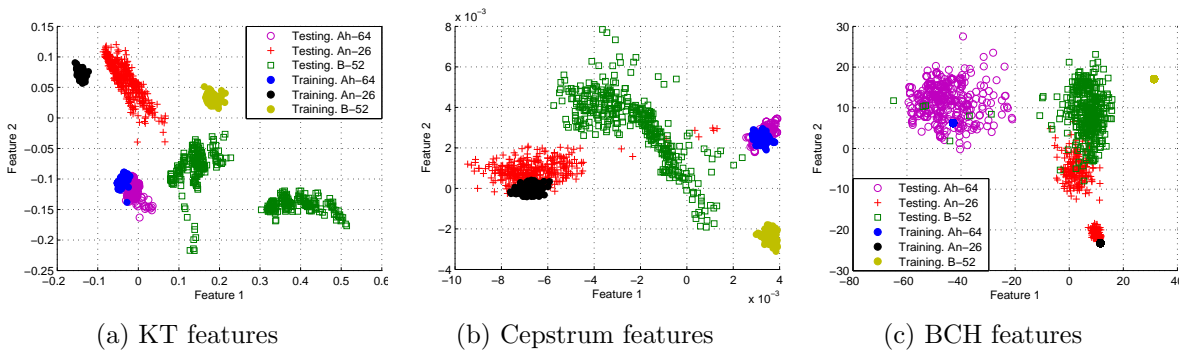 0.15
0.1
0.05
0
−0.05
−0.1
−0.15
−0.2
−0.25
Feature 2
−0.2 −0.1 0 0.1 0.2 0.3 0.4 0.5 0.6
Feature 1
Testing. Ah−64
Testing. An−26
Testing. B−52
Training. Ah−64
Training. An−26
Training. B−52
(a) KT features
x 10⁻³
8
6
4
2
0
−2
−4
Feature 2
−10 −8 −6 −4 −2 0 2 4
x 10⁻³
Feature 1
(b) Cepstrum features
30
20
10
0
−10
−20
−30
Feature 2
−80 −60 −40 −20 0 20 40
Feature 1
Testing. Ah−64
Testing. An−26
Testing. B−52
Training. Ah−64
Training. An−26
Training. B−52
(c) BCH features